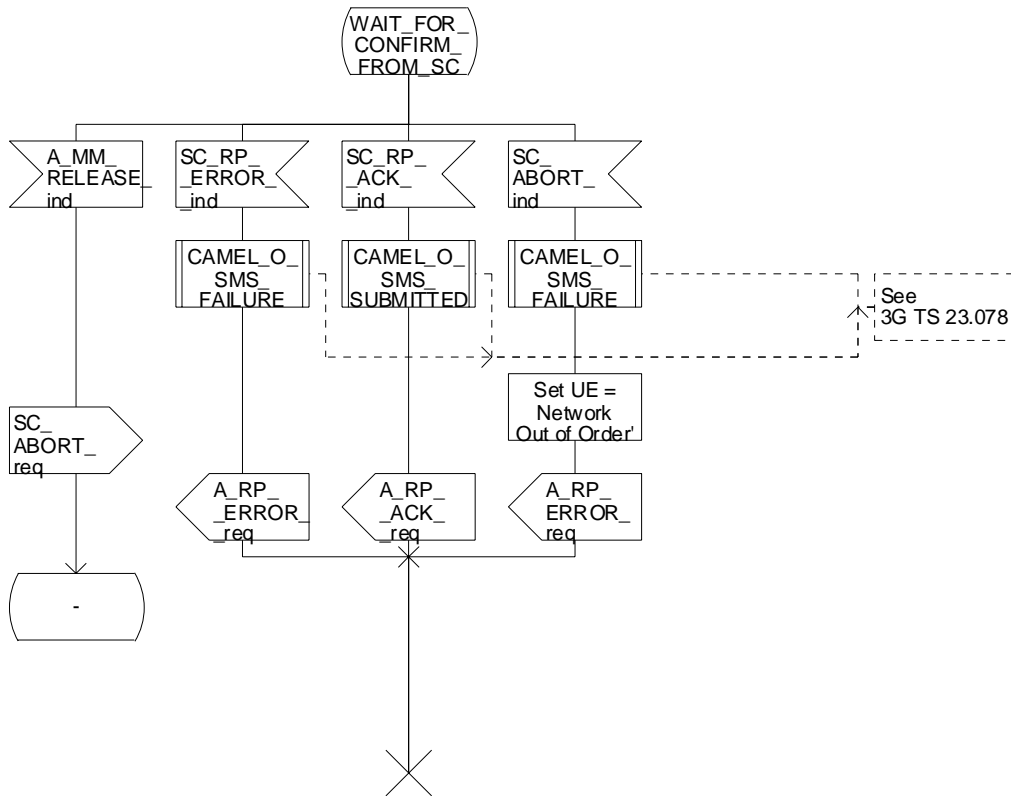 WAIT_FOR_
CONFIRM_
FROM_SC
A_MM_
RELEASE_
ind
SC_RP_
_ERROR_
_ind
SC_RP_
_ACK_
_ind
SC_
ABORT_
ind
CAMEL_O_
SMS_
FAILURE
CAMEL_O_
SMS_
SUBMITTED
CAMEL_O_
SMS_
FAILURE
See
3G TS 23.078
Set UE =
Network
Out of Order'
SC_
ABORT_
req
A_RP_
_ERROR_
_req
A_RP_
_ACK_
_req
A_RP_
ERROR_
req
-